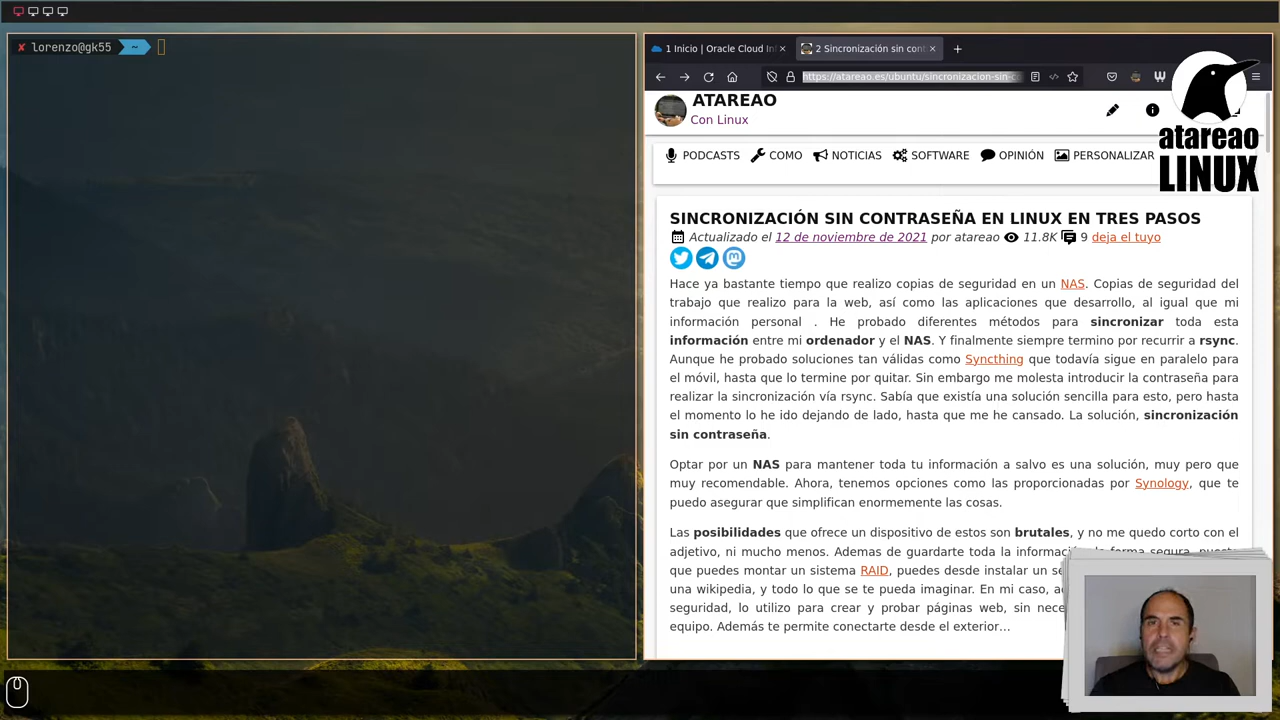 ✘ lorenzo@gk55 ~
1 Inicio | Oracle Cloud In
2 Sincronización sin cont
https://atareao.es/ubuntu/sincronizacion-sin-c
ATAREAO
Con Linux
atareao
LINUX
PODCASTS COMO NOTICIAS SOFTWARE OPINIÓN PERSONALIZAR
SINCRONIZACIÓN SIN CONTRASEÑA EN LINUX EN TRES PASOS
Actualizado el 12 de noviembre de 2021 por atareao 11.8K 9 deja el tuyo
Hace ya bastante tiempo que realizo copias de seguridad en un NAS. Copias de seguridad del
trabajo que realizo para la web, así como las aplicaciones que desarrollo, al igual que mi
información personal . He probado diferentes métodos para sincronizar toda esta
información entre mi ordenador y el NAS. Y finalmente siempre termino por recurrir a rsync.
Aunque he probado soluciones tan válidas como Syncthing que todavía sigue en paralelo para
el móvil, hasta que lo termine por quitar. Sin embargo me molesta introducir la contraseña para
realizar la sincronización vía rsync. Sabía que existía una solución sencilla para esto, pero hasta
el momento lo he ido dejando de lado, hasta que me he cansado. La solución, sincronización
sin contraseña.
Optar por un NAS para mantener toda tu información a salvo es una solución, muy pero que
muy recomendable. Ahora, tenemos opciones como las proporcionadas por Synology, que te
puedo asegurar que simplifican enormemente las cosas.
Las posibilidades que ofrece un dispositivo de estos son brutales, y no me quedo corto con el
adjetivo, ni mucho menos. Ademas de guardarte toda la informació
que puedes montar un sistema RAID, puedes desde instalar un se
una wikipedia, y todo lo que se te pueda imaginar. En mi caso, a
seguridad, lo utilizo para crear y probar páginas web, sin nece
equipo. Además te permite conectarte desde el exterior...